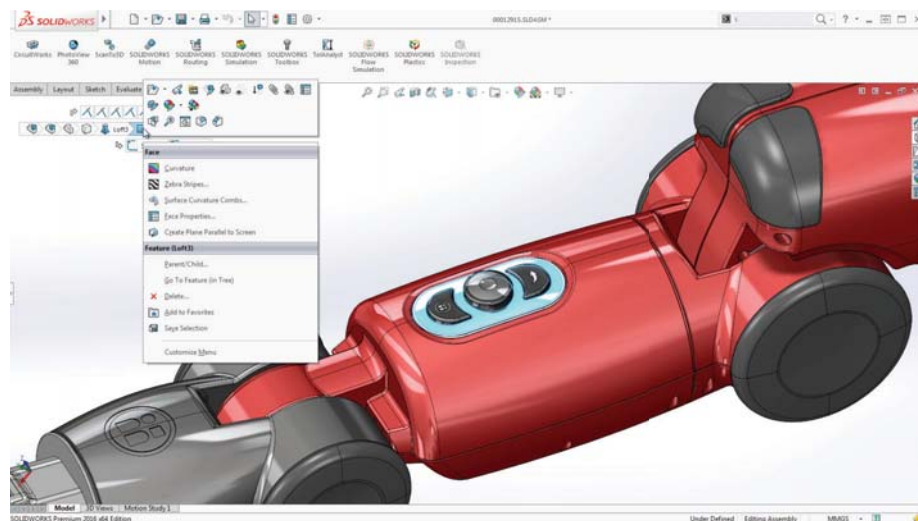 SOLIDWORKS
00012915.SLDASM *
CircuitWorks
PhotoView 360
ScanTo3D
SOLIDWORKS Motion
SOLIDWORKS Routing
SOLIDWORKS Simulation
SOLIDWORKS Toolbox
TolAnalyst
SOLIDWORKS Flow Simulation
SOLIDWORKS Plastics
SOLIDWORKS Inspection
Assembly Layout Sketch Evaluate
Loft3
Face
Curvature
Zebra Stripes...
Surface Curvature Combs...
Face Properties...
Create Plane Parallel to Screen
Feature (Loft3)
Parent/Child...
Go To Feature (in Tree)
Delete...
Add to Favorites
Save Selection
Customize Menu
Model 3D Views Motion Study 1
SOLIDWORKS Premium 2016 x64 Edition
Under Defined Editing Assembly MMGS